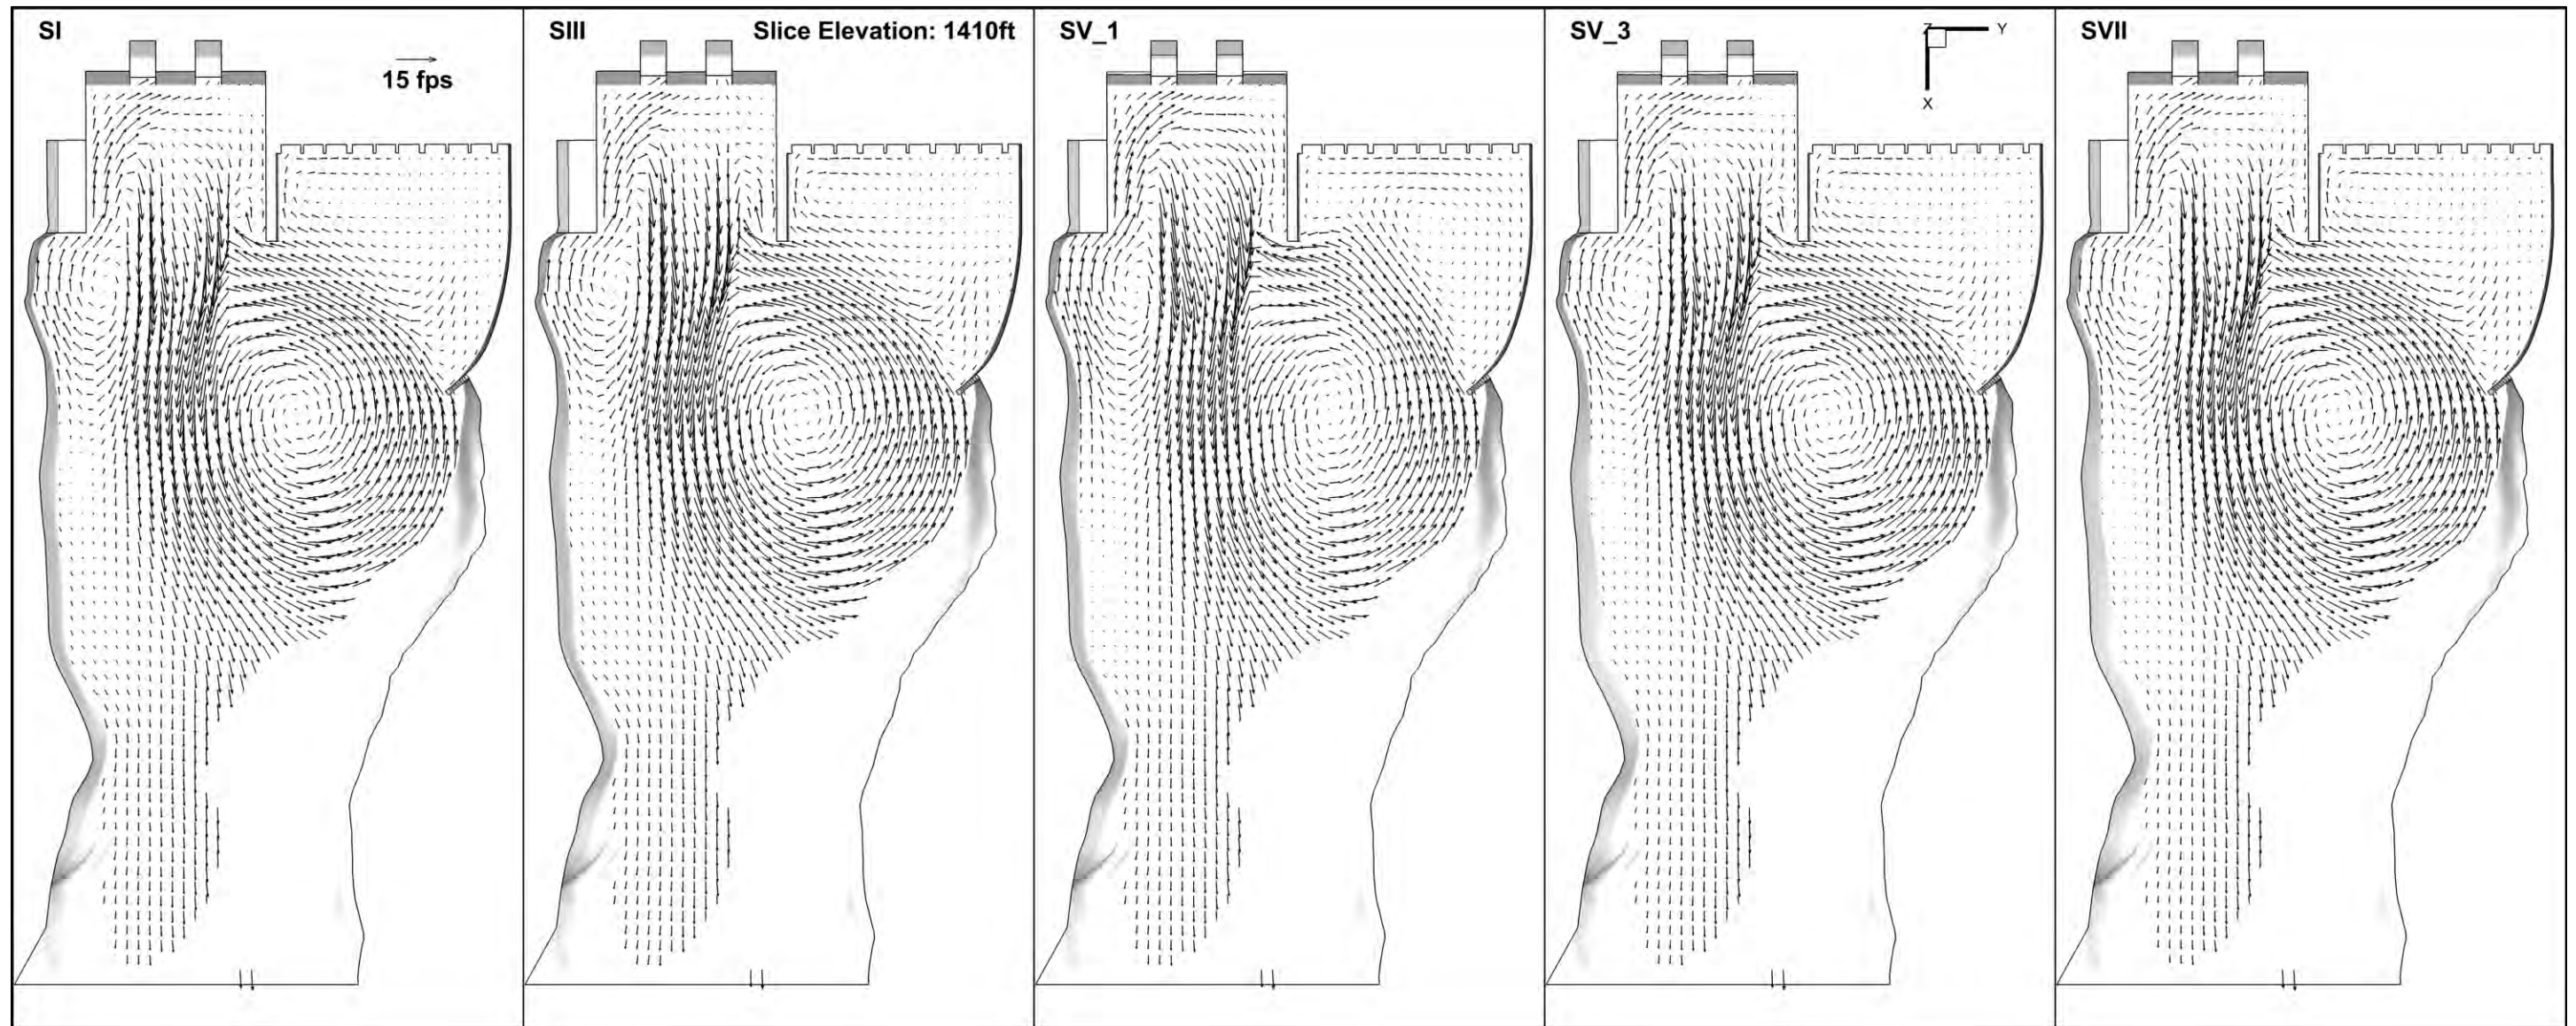 SI
15 fps
SIII
Slice Elevation: 1410ft
SV_1
SV_3
Z
Y
X
SVII